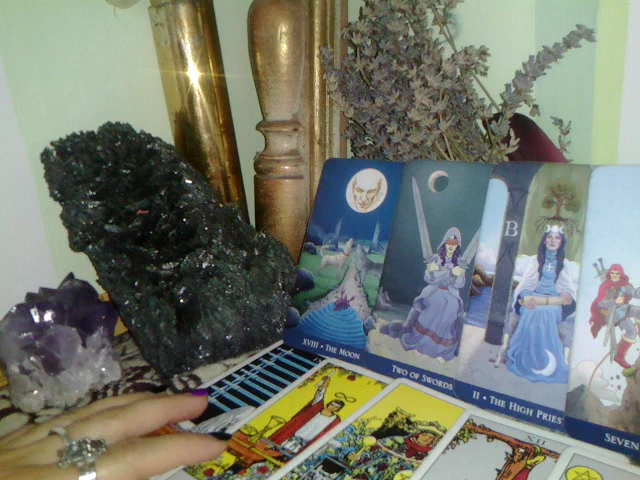 B
XVIII • THE MOON
TWO OF SWORDS
II • THE HIGH PRIES
SEVEN